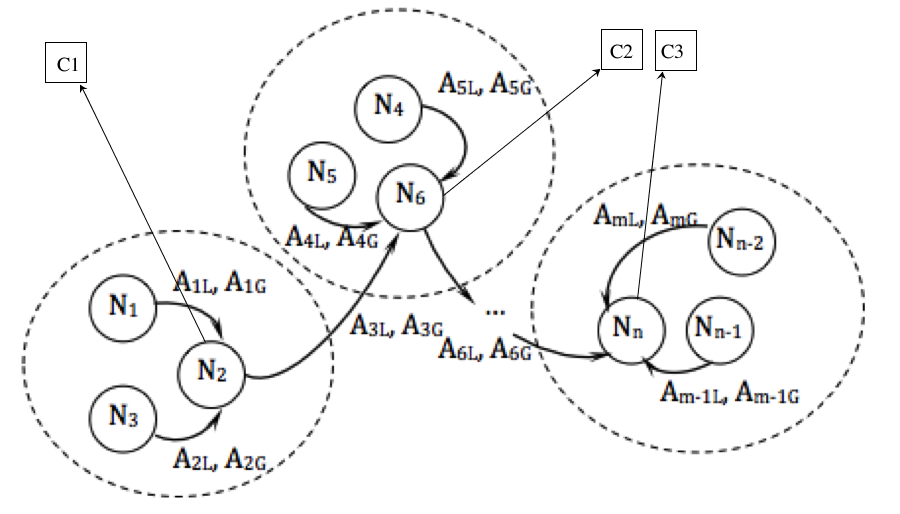 C1
C2
C3
N4
A5L, A5G
N5
N6
A4L, A4G
AmL, AmG
Nn-2
N1
A1L, A1G
...
A3L, A3G
Nn
Nn-1
A6L, A6G
N2
Am-1L, Am-1G
N3
A2L, A2G